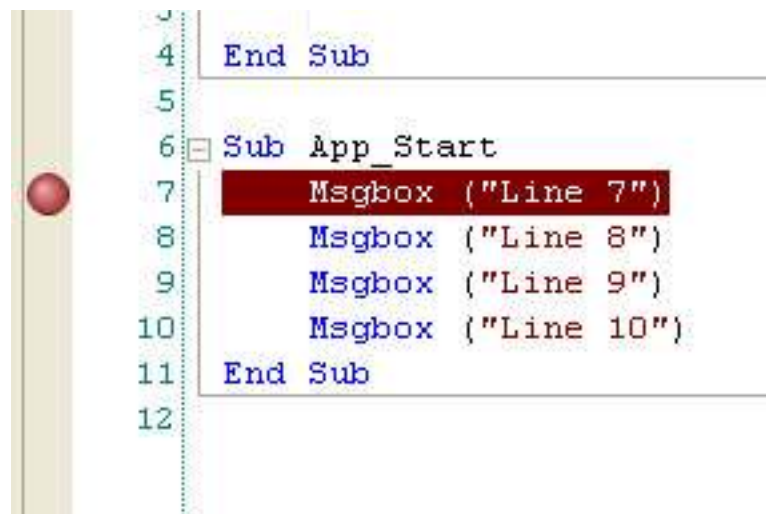 3
4 End Sub
5
6 Sub App_Start
7 Msgbox ("Line 7")
8 Msgbox ("Line 8")
9 Msgbox ("Line 9")
10 Msgbox ("Line 10")
11 End Sub
12